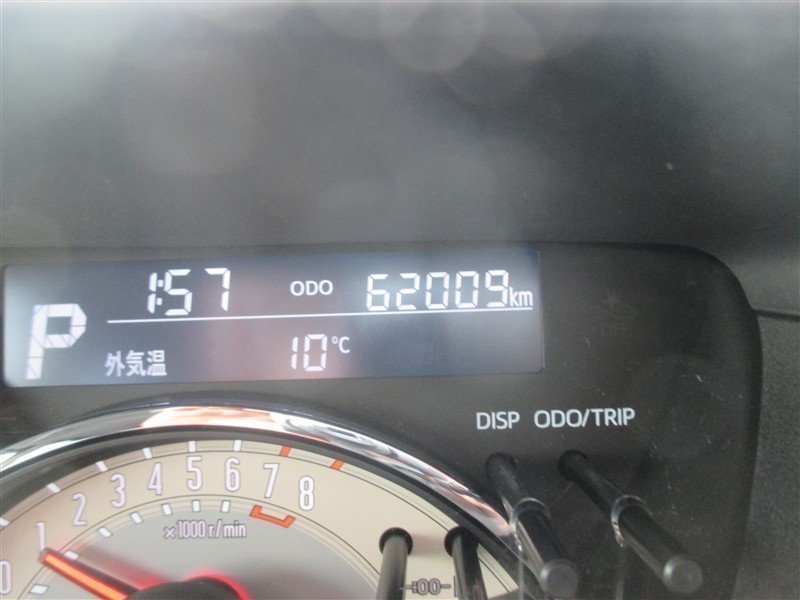 1:57 ODO 62009km
P
外気温 10°C
DISP ODO/TRIP
0 1 2 3 4 5 6 7 8
×1000 r/min